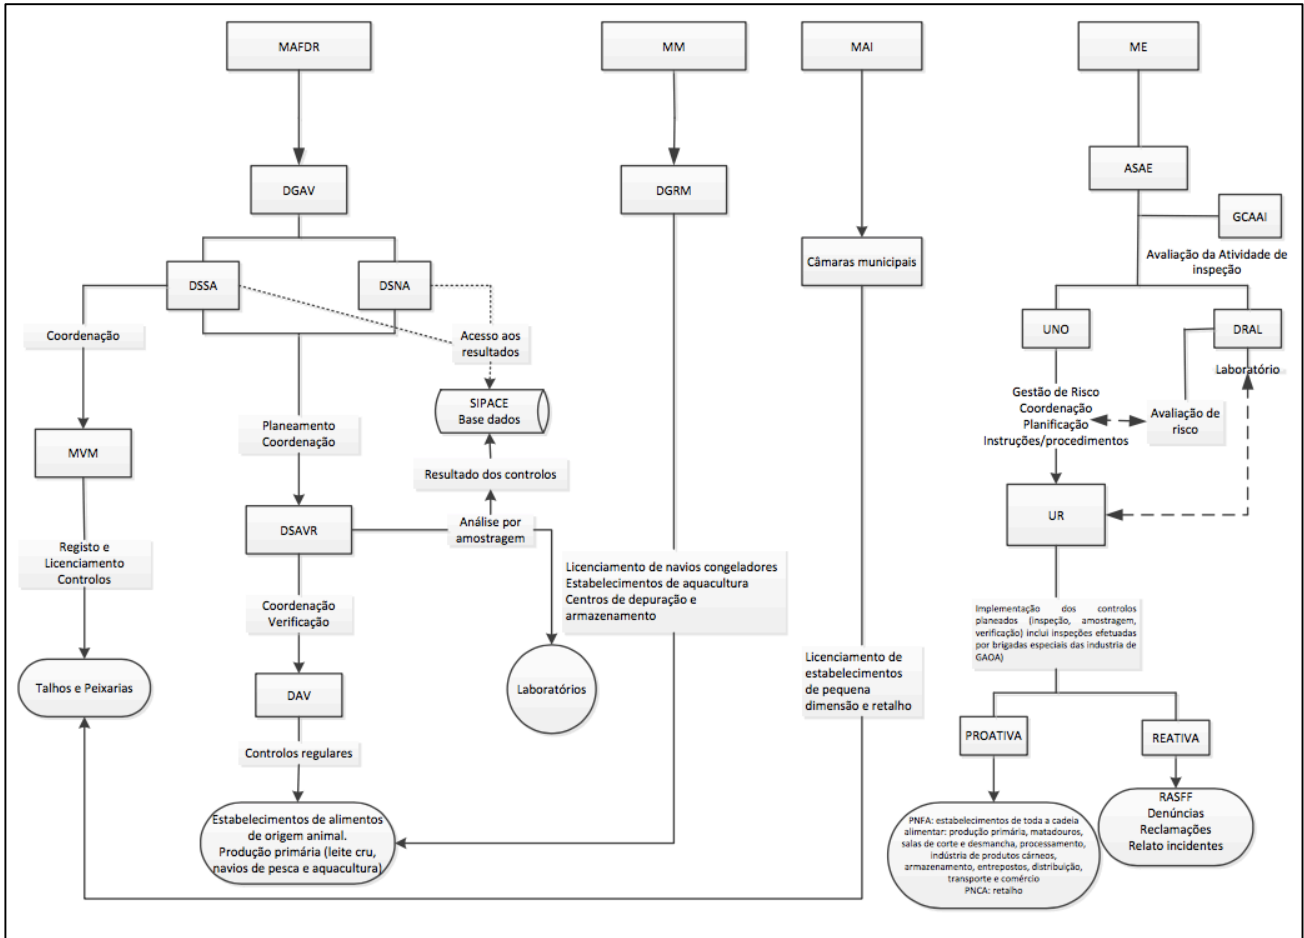 MAFDR
MM
MAI
ME
DGAV
DGRM
ASAE
GCAAI
Câmaras municipais
Avaliação da Atividade de
inspeção
DSSA
DSNA
Coordenação
Acesso aos
resultados
UNO
DRAL
Laboratório
SIPACE
Base dados
Gestão de Risco
Coordenação
Planificação
Instruções/procedimentos
Avaliação de
risco
Planeamento
Coordenação
MVM
Resultado dos controlos
DSAVR
Análise por
amostragem
UR
Registo e
Licenciamento
Controlos
Licenciamento de navios congeladores
Estabelecimentos de aquacultura
Centros de depuração e
armazenamento
Coordenação
Verificação
Implementação dos controlos
planeados (inspeção, amostragem,
verificação) inclui inspeções efetuadas
por brigadas especiais das industria de
GAOA)
Talhos e Peixarias
DAV
Laboratórios
Licenciamento de
estabelecimentos
de pequena
dimensão e retalho
Controlos regulares
PROATIVA
REATIVA
Estabelecimentos de alimentos
de origem animal.
Produção primária (leite cru,
navios de pesca e aquacultura)
PNFA: estabelecimentos de toda a cadeia
alimentar: produção primária, matadouros,
salas de corte e desmancha, processamento,
indústria de produtos cárneos,
armazenamento, entrepostos, distribuição,
transporte e comércio
PNCA: retalho
RASFF
Denúncias
Reclamações
Relato incidentes